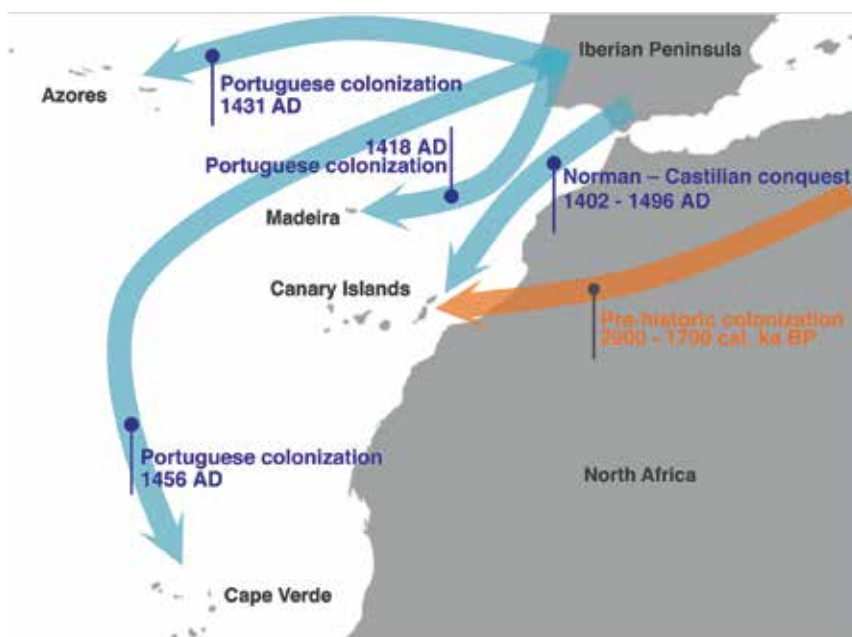 Iberian Peninsula
Azores
Portuguese colonization
1431 AD
1418 AD
Portuguese colonization
Norman – Castilian conquest
1402 - 1496 AD
Madeira
Canary Islands
Pre-historic colonization
2900 - 1700 cal. ka BP
Portuguese colonization
1456 AD
North Africa
Cape Verde